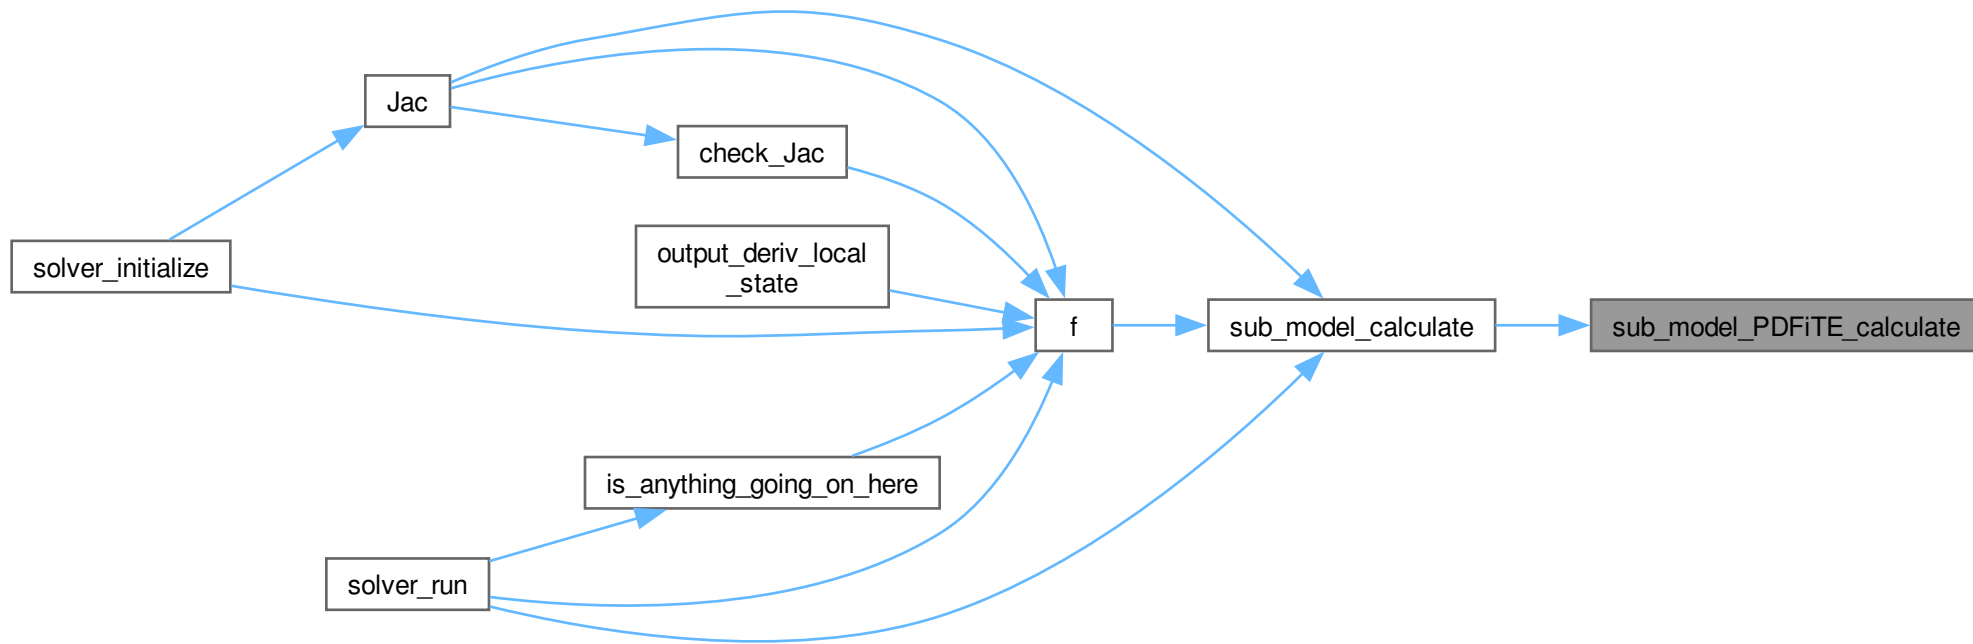 Jac
check_Jac
output_deriv_local
_state
solver_initialize
f
sub_model_calculate
sub_model_PDFiTE_calculate
is_anything_going_on_here
solver_run